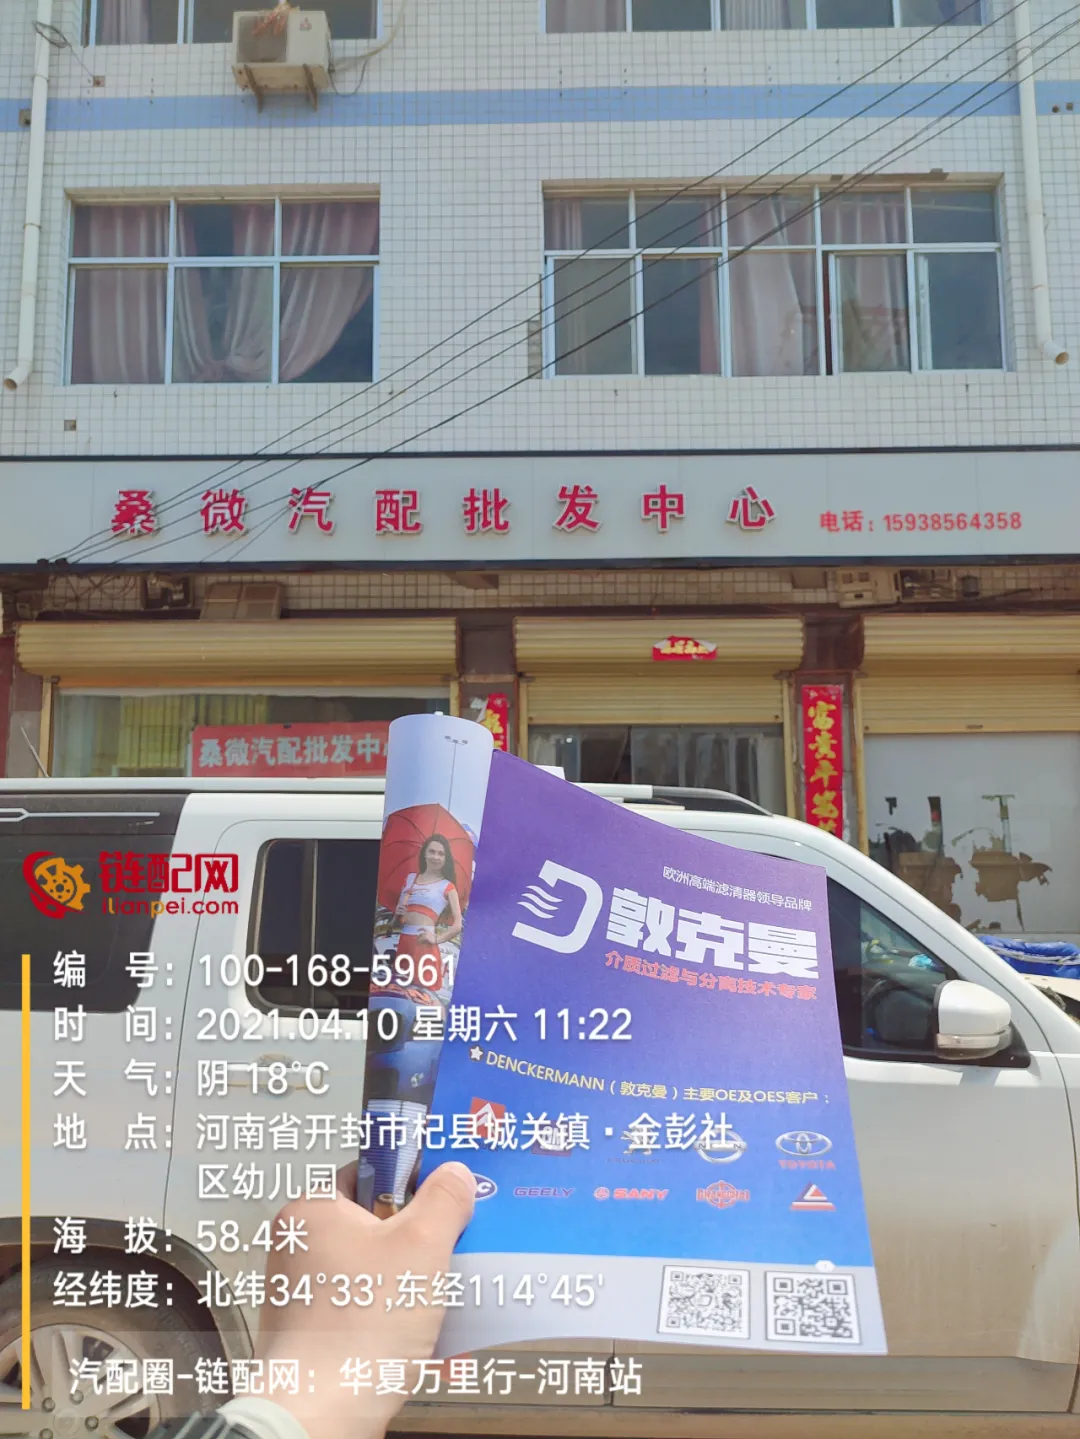 桑微汽配批发中心
电话：15938564358
桑微汽配批发中心
富贵平安
欧洲高端滤清器领导品牌
敦克曼
介质过滤与分离技术专家
DENCKERMANN（敦克曼）主要OE及OES客户：
TOYOTA
GEELY
SANY
链配网
lianpei.com
编 号：100-168-5961
时 间：2021.04.10 星期六 11:22
天 气：阴 18°C
地 点：河南省开封市杞县城关镇·金彭社
区幼儿园
海 拔：58.4米
经纬度：北纬34°33',东经114°45'
汽配圈-链配网：华夏万里行-河南站